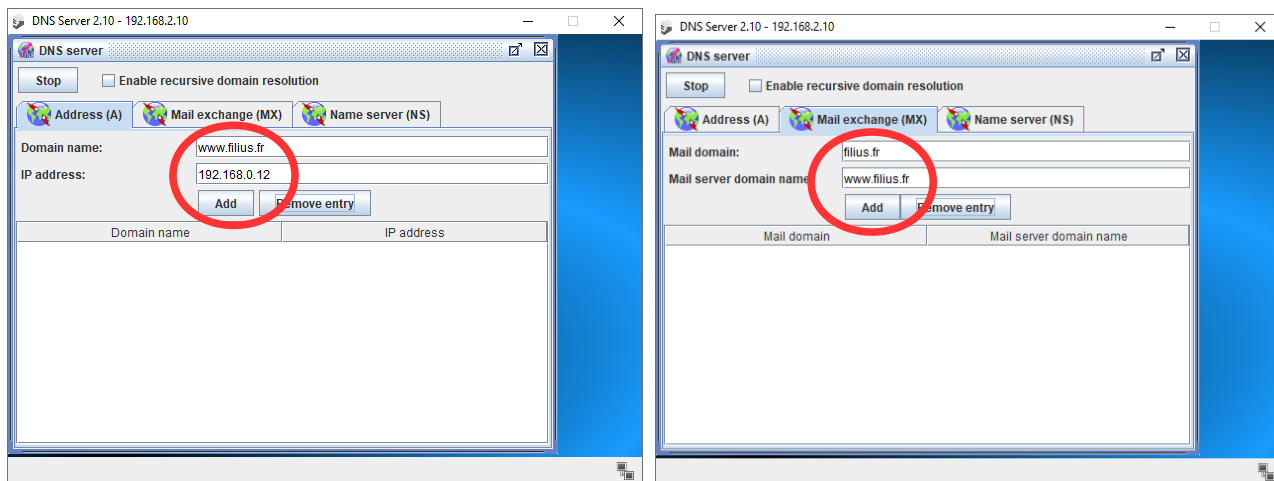 DNS Server 2.10 - 192.168.2.10
DNS server
Stop Enable recursive domain resolution
Address (A) Mail exchange (MX) Name server (NS)
Domain name: www.filius.fr
IP address: 192.168.0.12
Add Remove entry
Domain name IP address
DNS Server 2.10 - 192.168.2.10
DNS server
Stop Enable recursive domain resolution
Address (A) Mail exchange (MX) Name server (NS)
Mail domain: filius.fr
Mail server domain name www.filius.fr
Add Remove entry
Mail domain Mail server domain name